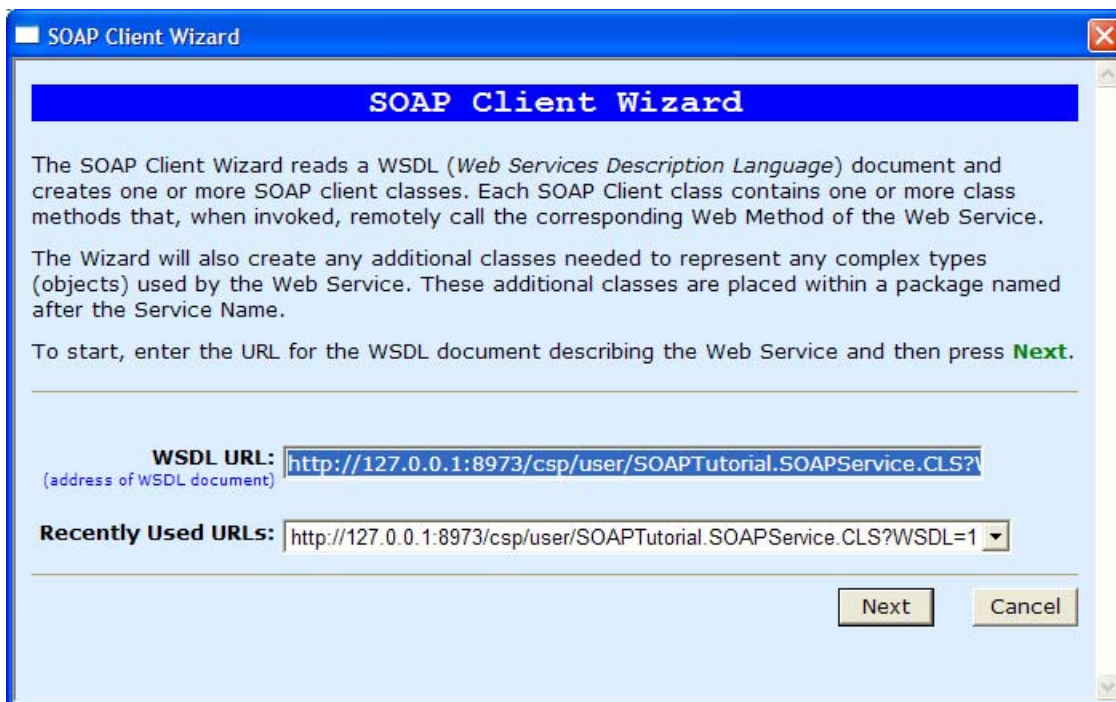 SOAP Client Wizard
SOAP Client Wizard
The SOAP Client Wizard reads a WSDL (Web Services Description Language) document and
creates one or more SOAP client classes. Each SOAP Client class contains one or more class
methods that, when invoked, remotely call the corresponding Web Method of the Web Service.
The Wizard will also create any additional classes needed to represent any complex types
(objects) used by the Web Service. These additional classes are placed within a package named
after the Service Name.
To start, enter the URL for the WSDL document describing the Web Service and then press Next.
WSDL URL: http://127.0.0.1:8973/csp/user/SOAPTutorial.SOAPService.CLS?
(address of WSDL document)
Recently Used URLs: http://127.0.0.1:8973/csp/user/SOAPTutorial.SOAPService.CLS?WSDL=1
Next Cancel